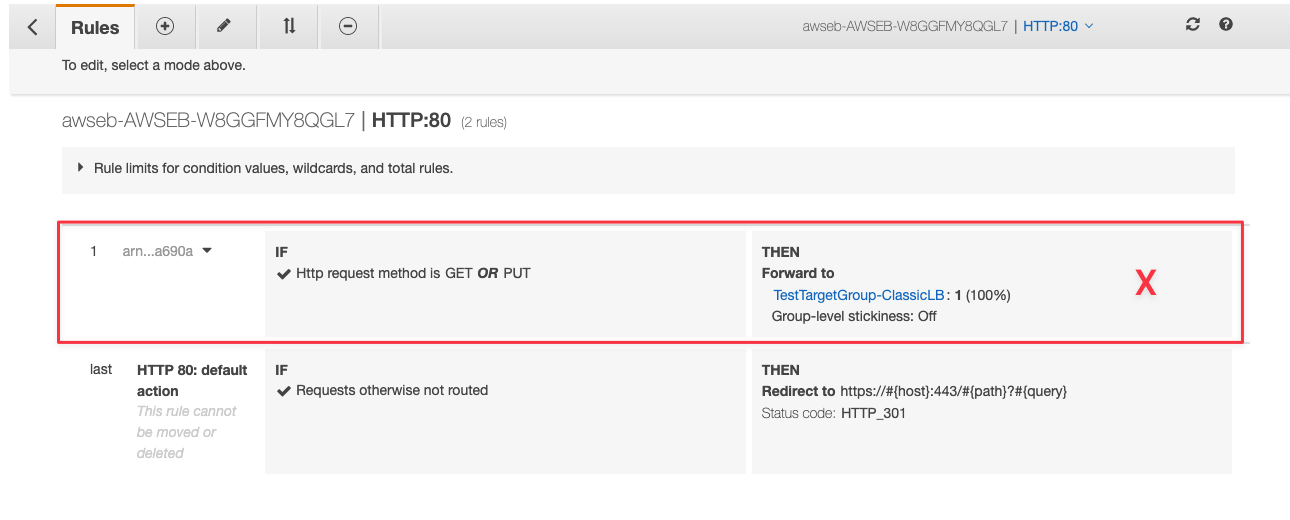 Rules
awseb-AWSEB-W8GGFMY8QGL7 | HTTP:80
To edit, select a mode above.
awseb-AWSEB-W8GGFMY8QGL7 | HTTP:80 (2 rules)
Rule limits for condition values, wildcards, and total rules.
1 arn...a690a
IF
Http request method is GET OR PUT
THEN
Forward to
TestTargetGroup-ClassicLB: 1 (100%)
Group-level stickiness: Off
X
last
HTTP 80: default
action
This rule cannot
be moved or
deleted
IF
Requests otherwise not routed
THEN
Redirect to https://#{host}:443/#{path}?#{query}
Status code: HTTP_301